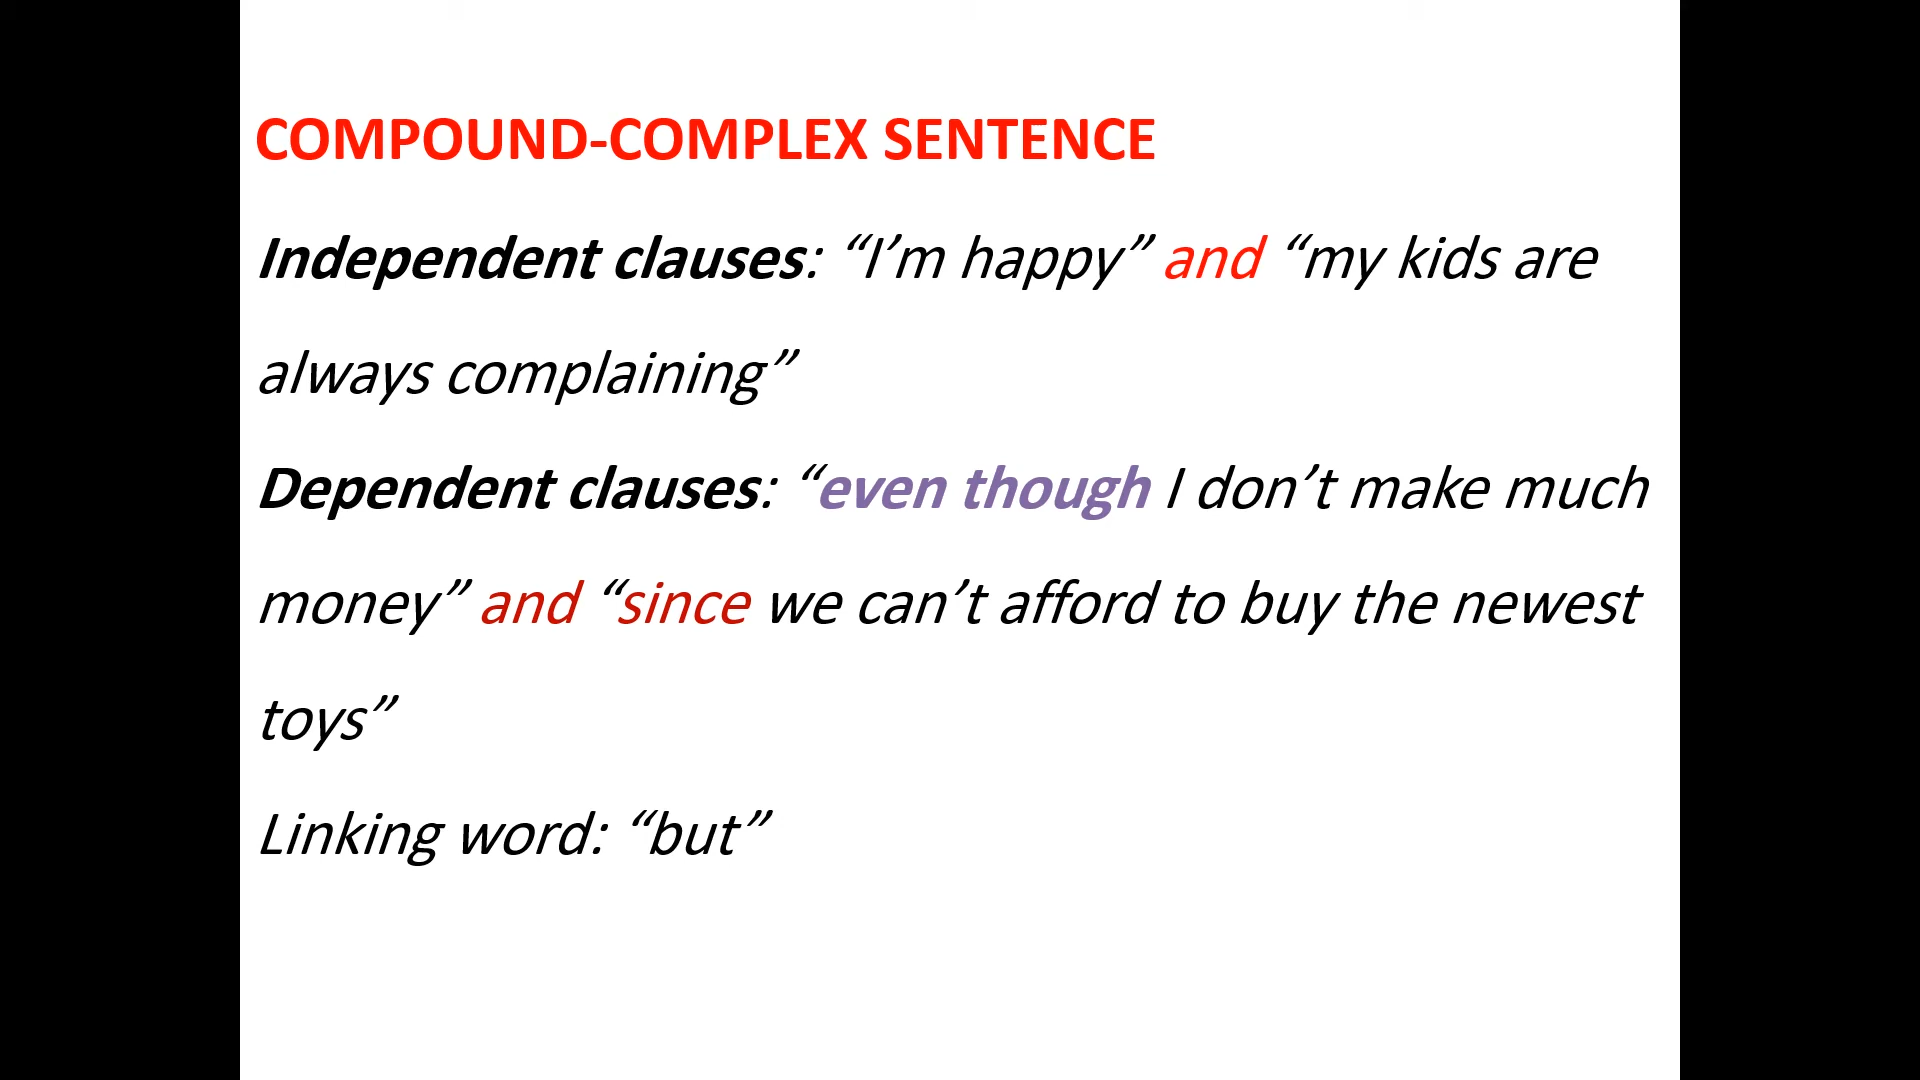 COMPOUND-COMPLEX SENTENCE
Independent clauses: “I’m happy” and “my kids are
always complaining”
Dependent clauses: “even though I don’t make much
money” and “since we can’t afford to buy the newest
toys”
Linking word: “but”